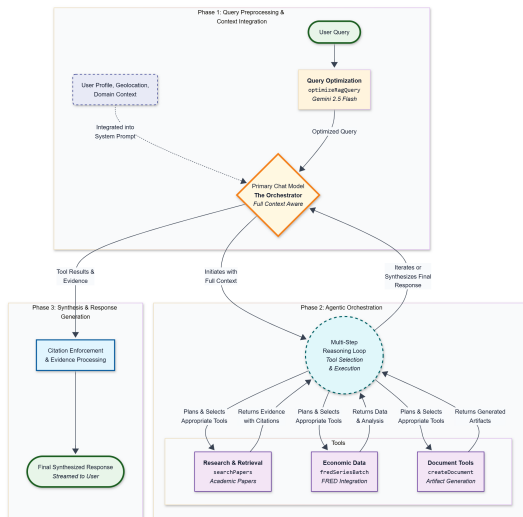 Phase 1: Query Preprocessing &
Context Integration
User Query
Query Optimization
optimizeRagQuery
Gemini 2.5 Flash
User Profile, Geolocation,
Domain Context
Integrated into
System Prompt
Optimized Query
Primary Chat Model
The Orchestrator
Full Context Aware
Tool Results &
Evidence
Initiates with
Full Context
Iterates or
Synthesizes Final
Response
Phase 3: Synthesis & Response
Generation
Citation Enforcement
& Evidence Processing
Final Synthesized Response
Streamed to User
Phase 2: Agentic Orchestration
Multi-Step
Reasoning Loop
Tool Selection
& Execution
Plans & Selects
Appropriate Tools
Returns Evidence
with Citations
Plans & Selects
Appropriate Tools
Returns Data
& Analysis
Plans & Selects
Appropriate Tools
Returns Generated
Artifacts
Tools
Research & Retrieval
searchPapers
Academic Papers
Economic Data
fredSeriesBatch
FRED Integration
Document Tools
createDocument
Artifact Generation